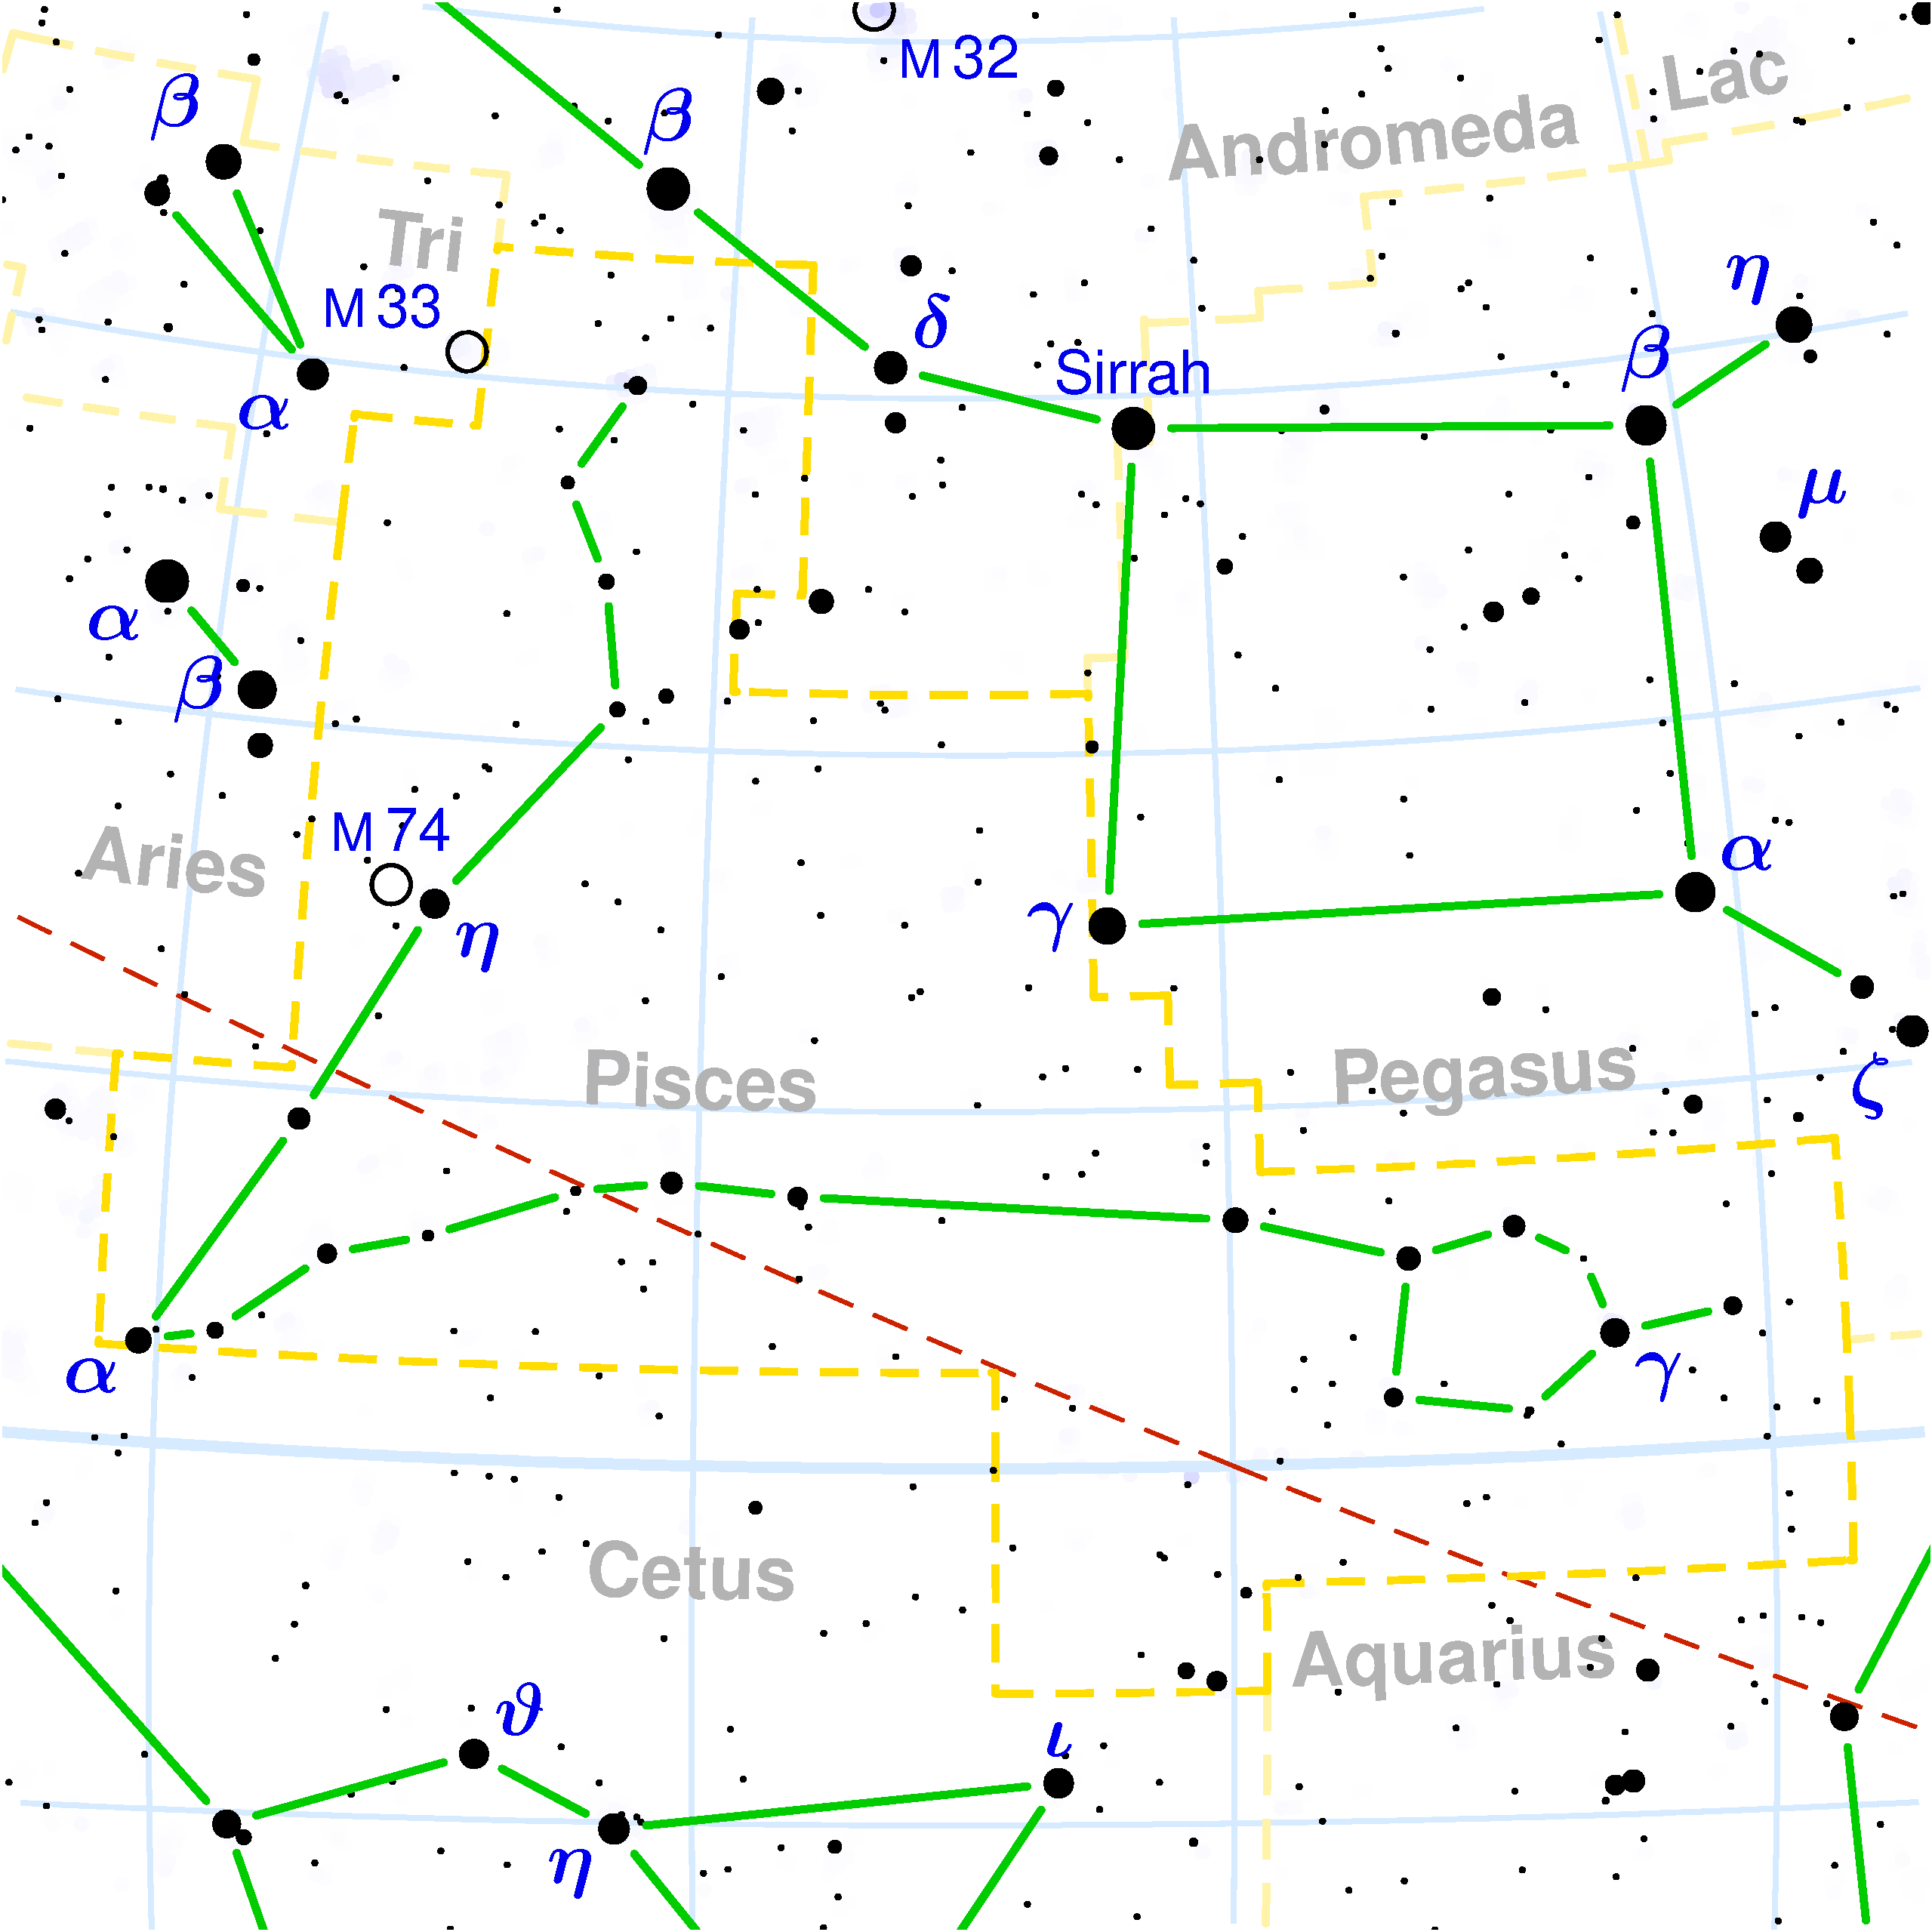 M 32
Lac
β
β
Andromeda
Tri
η
M 33
δ
β
Sirrah
α
μ
α
β
M 74
α
Aries
γ
η
Pisces
Pegasus
ζ
α
γ
Cetus
Aquarius
ϑ
ι
η